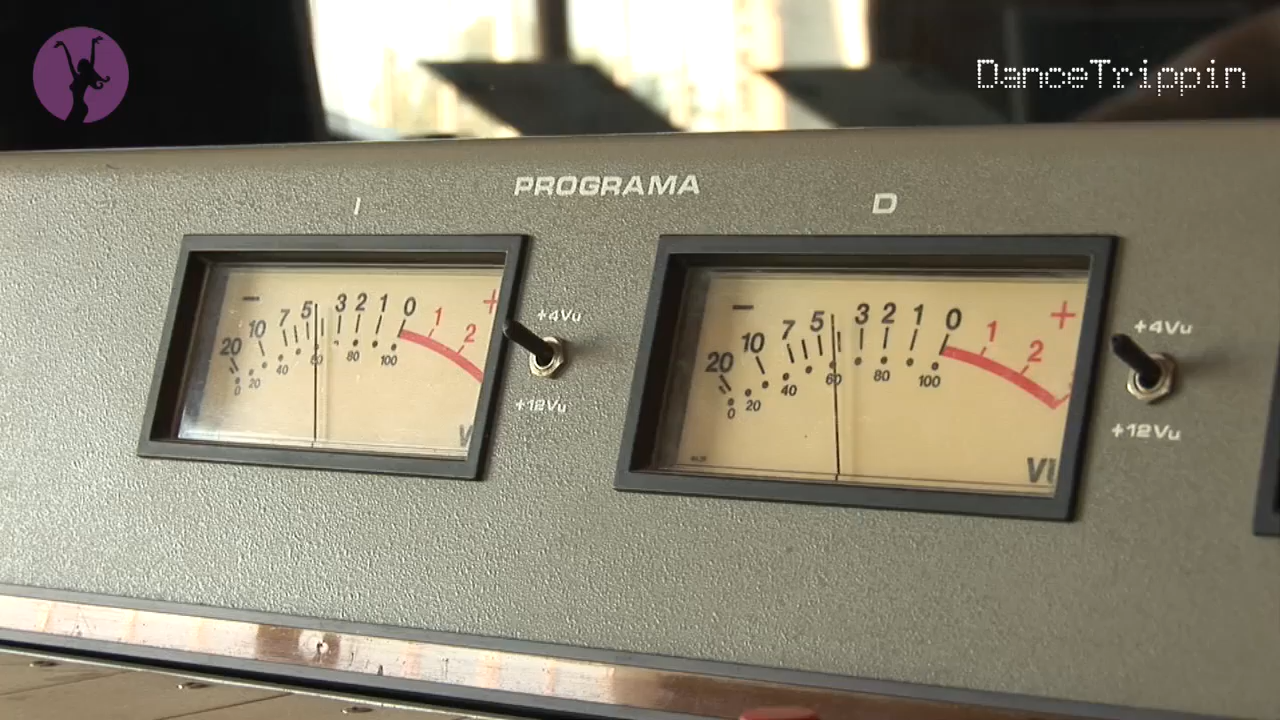 DanceTrippin
PROGRAMA
I
D
- 20 10 7 5 3 2 1 0 1 2 +
0 20 40 60 80 100
+4Vu
+12Vu
- 20 10 7 5 3 2 1 0 1 2 +
0 20 40 60 80 100
VU
+4Vu
+12Vu